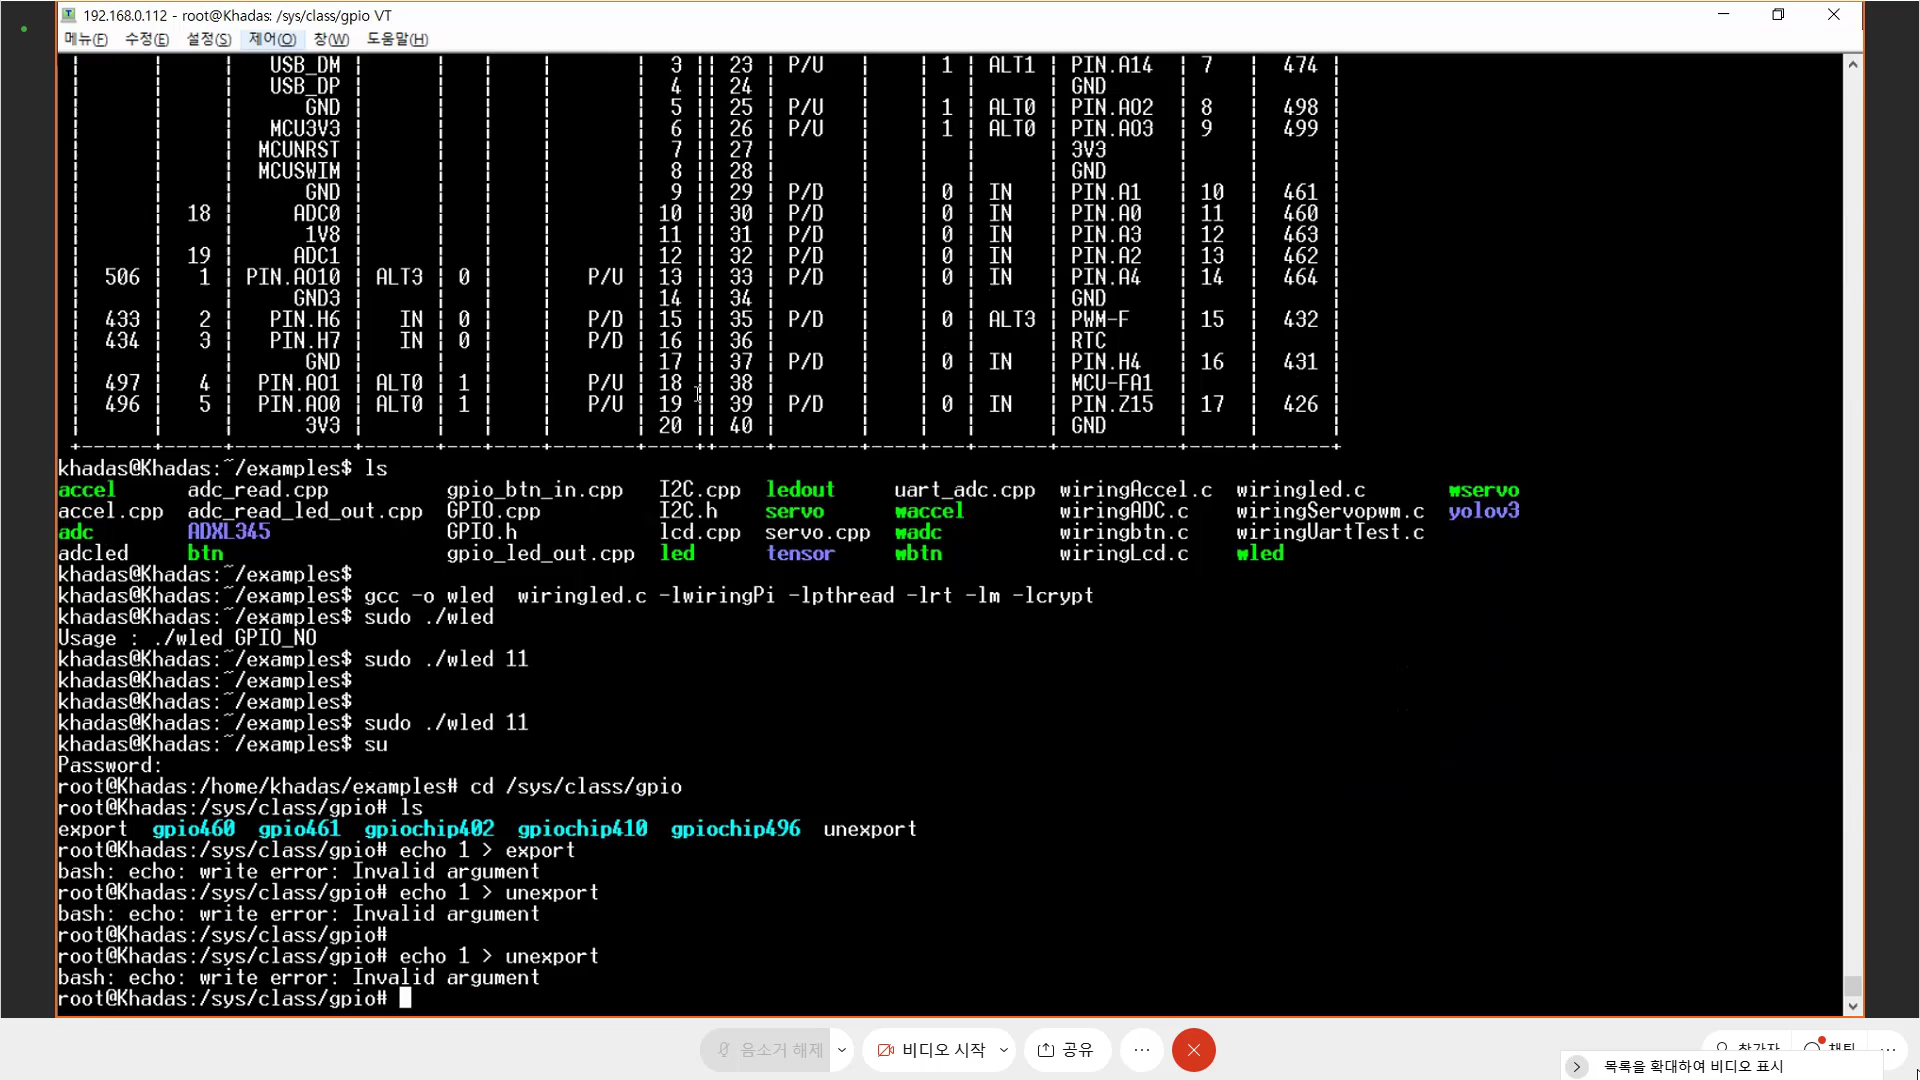 192.168.0.112 - root@Khadas: /sys/class/gpio VT
메뉴(F) 수정(E) 설정(S) 제어(O) 창(W) 도움말(H)
| | | USB_DM | | | | | 3 || 23 | P/U | | 1 | ALT1 | PIN.A14 | 7 | 474 |
| | | USB_DP | | | | | 4 || 24 | | | | | GND | | |
| | | GND | | | | | 5 || 25 | P/U | | 1 | ALT0 | PIN.AO2 | 8 | 498 |
| | | MCU3V3 | | | | | 6 || 26 | P/U | | 1 | ALT0 | PIN.AO3 | 9 | 499 |
| | | MCUNRST | | | | | 7 || 27 | | | | | 3V3 | | |
| | | MCUSWIM | | | | | 8 || 28 | | | | | GND | | |
| | | GND | | | | | 9 || 29 | P/D | | 0 | IN | PIN.A1 | 10 | 461 |
| | 18 | ADC0 | | | | | 10 || 30 | P/D | | 0 | IN | PIN.A0 | 11 | 460 |
| | | 1V8 | | | | | 11 || 31 | P/D | | 0 | IN | PIN.A3 | 12 | 463 |
| | 19 | ADC1 | | | | | 12 || 32 | P/D | | 0 | IN | PIN.A2 | 13 | 462 |
| 506 | 1 | PIN.AO10 | ALT3 | 0 | | P/U | 13 || 33 | P/D | | 0 | IN | PIN.A4 | 14 | 464 |
| | | GND3 | | | | | 14 || 34 | | | | | GND | | |
| 433 | 2 | PIN.H6 | IN | 0 | | P/D | 15 || 35 | P/D | | 0 | ALT3 | PWM-F | 15 | 432 |
| 434 | 3 | PIN.H7 | IN | 0 | | P/D | 16 || 36 | | | | | RTC | | |
| | | GND | | | | | 17 || 37 | P/D | | 0 | IN | PIN.H4 | 16 | 431 |
| 497 | 4 | PIN.AO1 | ALT0 | 1 | | P/U | 18 || 38 | | | | | MCU-FA1 | | |
| 496 | 5 | PIN.AO0 | ALT0 | 1 | | P/U | 19 || 39 | P/D | | 0 | IN | PIN.Z15 | 17 | 426 |
| | | 3V3 | | | | | 20 || 40 | | | | | GND | | |
khadas@Khadas:~/examples$ ls
accel adc_read.cpp gpio_btn_in.cpp I2C.cpp ledout uart_adc.cpp wiringAccel.c wiringled.c wservo
accel.cpp adc_read_led_out.cpp GPIO.cpp I2C.h servo waccel wiringADC.c wiringServopwm.c yolov3
adc ADXL345 GPIO.h lcd.cpp servo.cpp wadc wiringbtn.c wiringUartTest.c
adcled btn gpio_led_out.cpp led tensor wbtn wiringLcd.c wled
khadas@Khadas:~/examples$
khadas@Khadas:~/examples$ gcc -o wled  wiringled.c -lwiringPi -lpthread -lrt -lm -lcrypt
khadas@Khadas:~/examples$ sudo ./wled
Usage : ./wled GPIO_NO
khadas@Khadas:~/examples$ sudo ./wled 11
khadas@Khadas:~/examples$
khadas@Khadas:~/examples$
khadas@Khadas:~/examples$ sudo ./wled 11
khadas@Khadas:~/examples$ su
Password:
root@Khadas:/home/khadas/examples# cd /sys/class/gpio
root@Khadas:/sys/class/gpio# ls
export gpio460 gpio461 gpiochip402 gpiochip410 gpiochip496 unexport
root@Khadas:/sys/class/gpio# echo 1 > export
bash: echo: write error: Invalid argument
root@Khadas:/sys/class/gpio# echo 1 > unexport
bash: echo: write error: Invalid argument
root@Khadas:/sys/class/gpio#
root@Khadas:/sys/class/gpio# echo 1 > unexport
bash: echo: write error: Invalid argument
root@Khadas:/sys/class/gpio#
음소거 해제 비디오 시작 공유
목록을 확대하여 비디오 표시